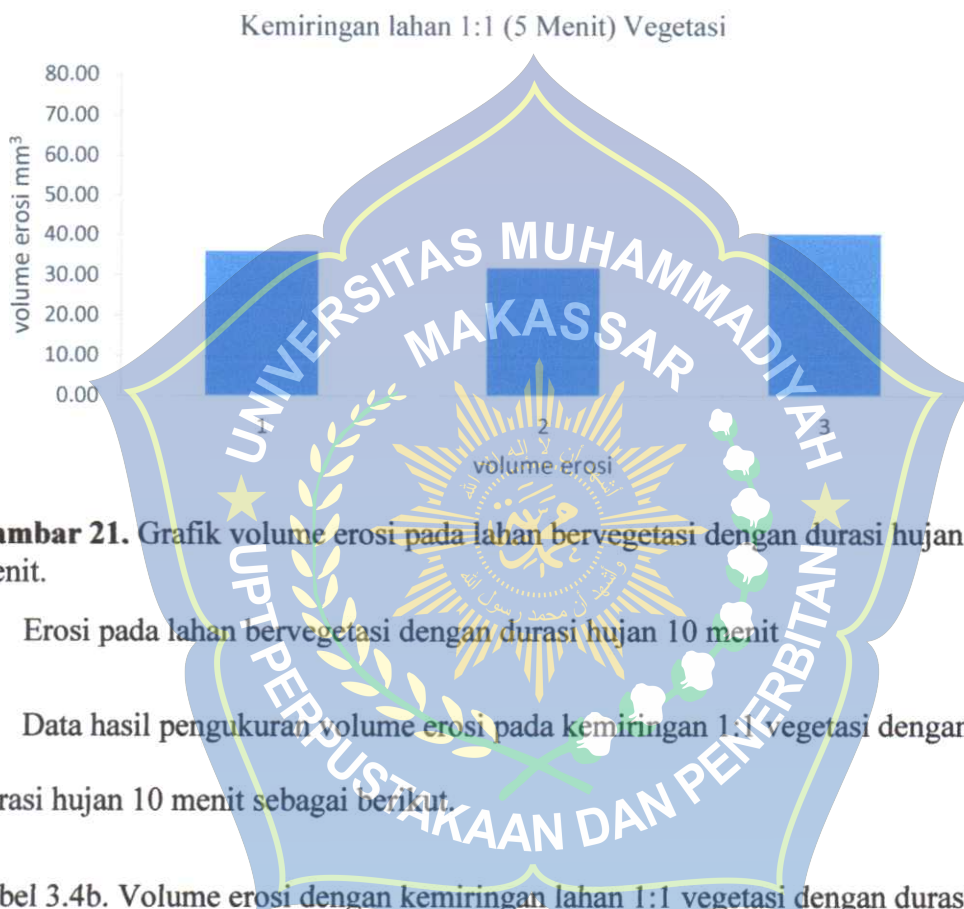 Kemiringan lahan 1:1 (5 Menit) Vegetasi
80.00
70.00
60.00
50.00
40.00
30.00
20.00
10.00
0.00
volume erosi mm³
1
2
3
volume erosi
UNIVERSITAS MUHAMMADIYAH
MAKASSAR
UPT PERPUSTAKAAN DAN PENERBITAN
ambar 21. Grafik volume erosi pada lahan bervegetasi dengan durasi hujan
enit.
Erosi pada lahan bervegetasi dengan durasi hujan 10 menit
Data hasil pengukuran volume erosi pada kemiringan 1:1 vegetasi dengan
rasi hujan 10 menit sebagai berikut.
bel 3.4b. Volume erosi dengan kemiringan lahan 1:1 vegetasi dengan duras